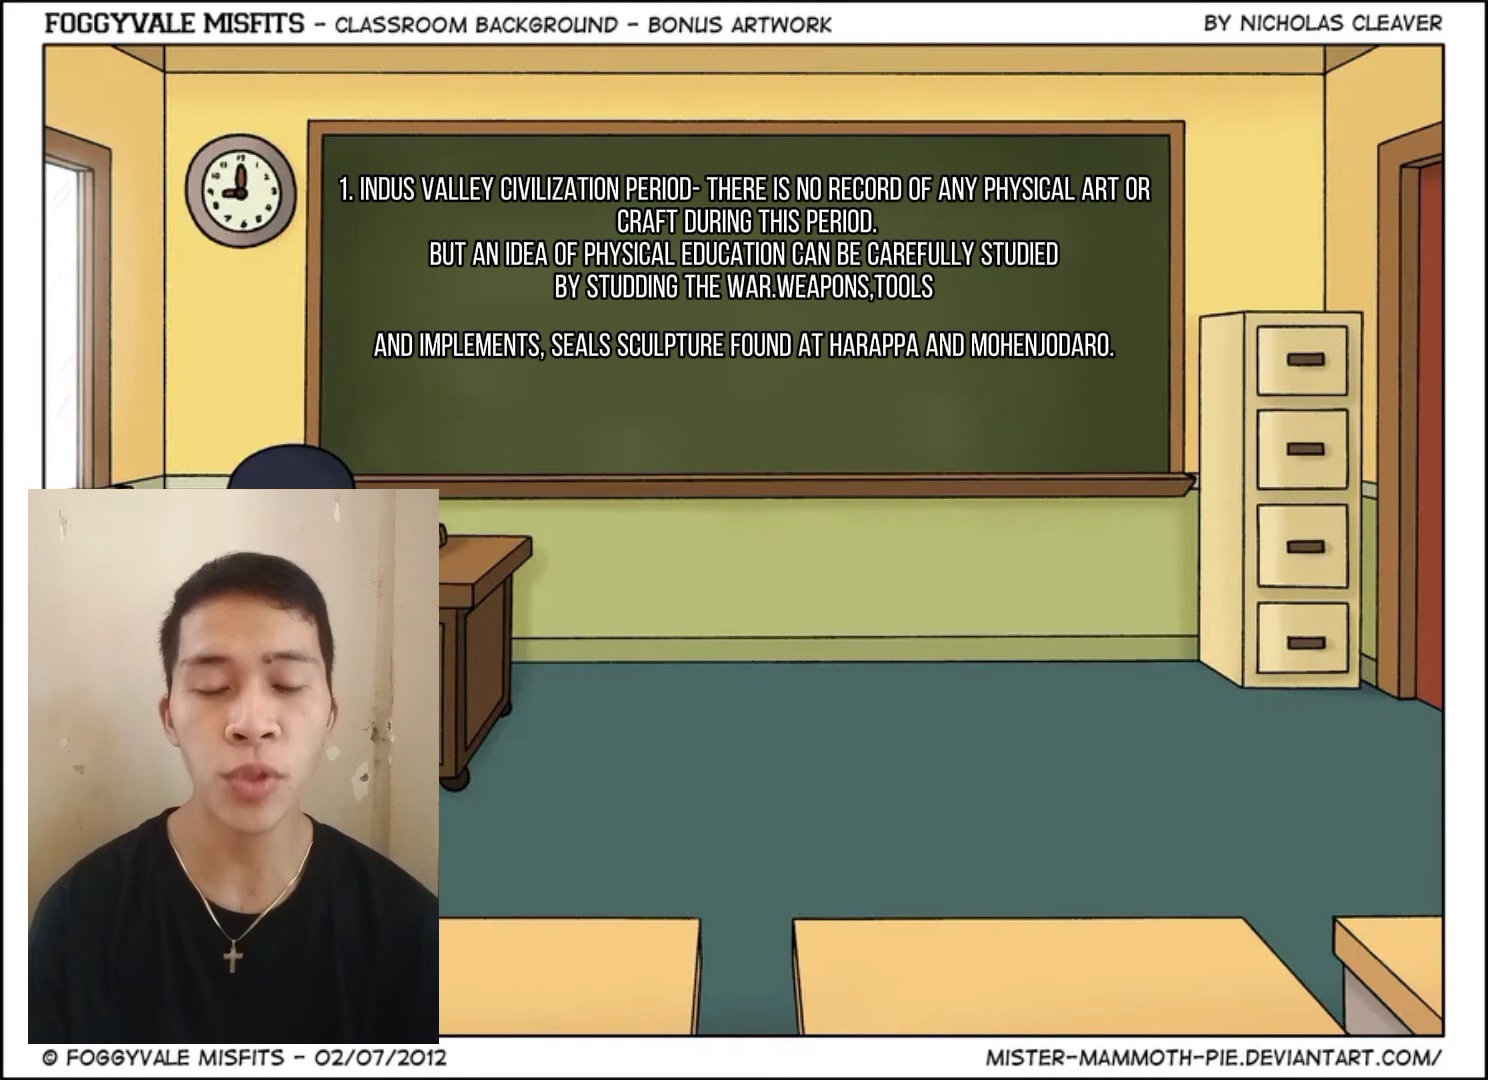 FOGGYVALE MISFITS - CLASSROOM BACKGROUND - BONUS ARTWORK
BY NICHOLAS CLEAVER
1. INDUS VALLEY CIVILIZATION PERIOD- THERE IS NO RECORD OF ANY PHYSICAL ART OR
CRAFT DURING THIS PERIOD.
BUT AN IDEA OF PHYSICAL EDUCATION CAN BE CAREFULLY STUDIED
BY STUDDING THE WAR.WEAPONS,TOOLS
AND IMPLEMENTS, SEALS SCULPTURE FOUND AT HARAPPA AND MOHENJODARO.
© FOGGYVALE MISFITS - 02/07/2012
MISTER-MAMMOTH-PIE.DEVIANTART.COM/